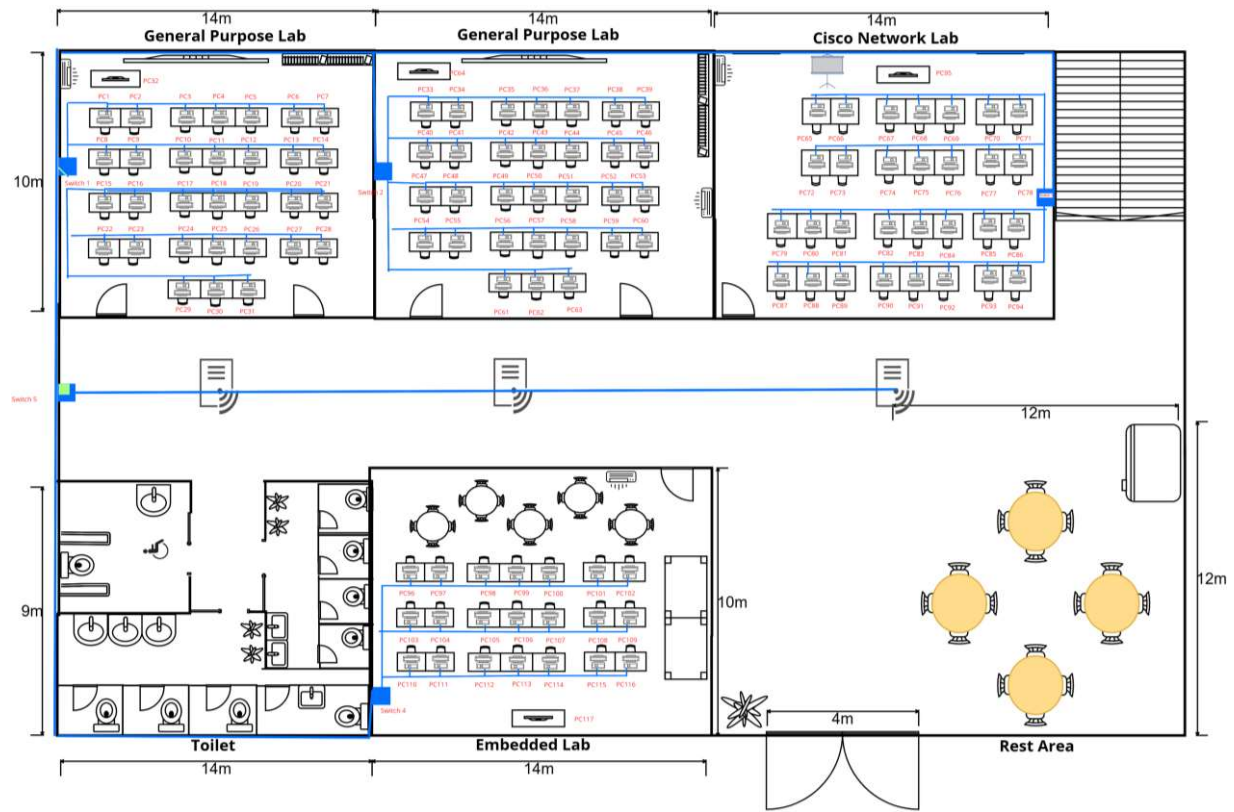 14m 14m 14m
General Purpose Lab General Purpose Lab Cisco Network Lab
PC32 PC64 PC95
PC1 PC2 PC3 PC4 PC5 PC6 PC7
PC33 PC34 PC35 PC36 PC37 PC38 PC39
PC8 PC9 PC10 PC11 PC12 PC13 PC14
PC40 PC41 PC42 PC43 PC44 PC45 PC46
PC65 PC66 PC67 PC68 PC69 PC70 PC71
10m
Switch 1
Switch 2
PC15 PC16 PC17 PC18 PC19 PC20 PC21
PC47 PC48 PC49 PC50 PC51 PC52 PC53
PC72 PC73 PC74 PC75 PC76 PC77 PC78
PC22 PC23 PC24 PC25 PC26 PC27 PC28
PC54 PC55 PC56 PC57 PC58 PC59 PC60
PC79 PC80 PC81 PC82 PC83 PC84 PC85 PC86
PC29 PC30 PC31
PC61 PC62 PC63
PC87 PC88 PC89 PC90 PC91 PC92 PC93 PC94
Switch 5
12m
12m
9m
10m
PC96 PC97 PC98 PC99 PC100 PC101 PC102
PC103 PC104 PC105 PC106 PC107 PC108 PC109
PC110 PC111 PC112 PC113 PC114 PC115 PC116
Switch 4
PC117
4m
Toilet Embedded Lab Rest Area
14m 14m